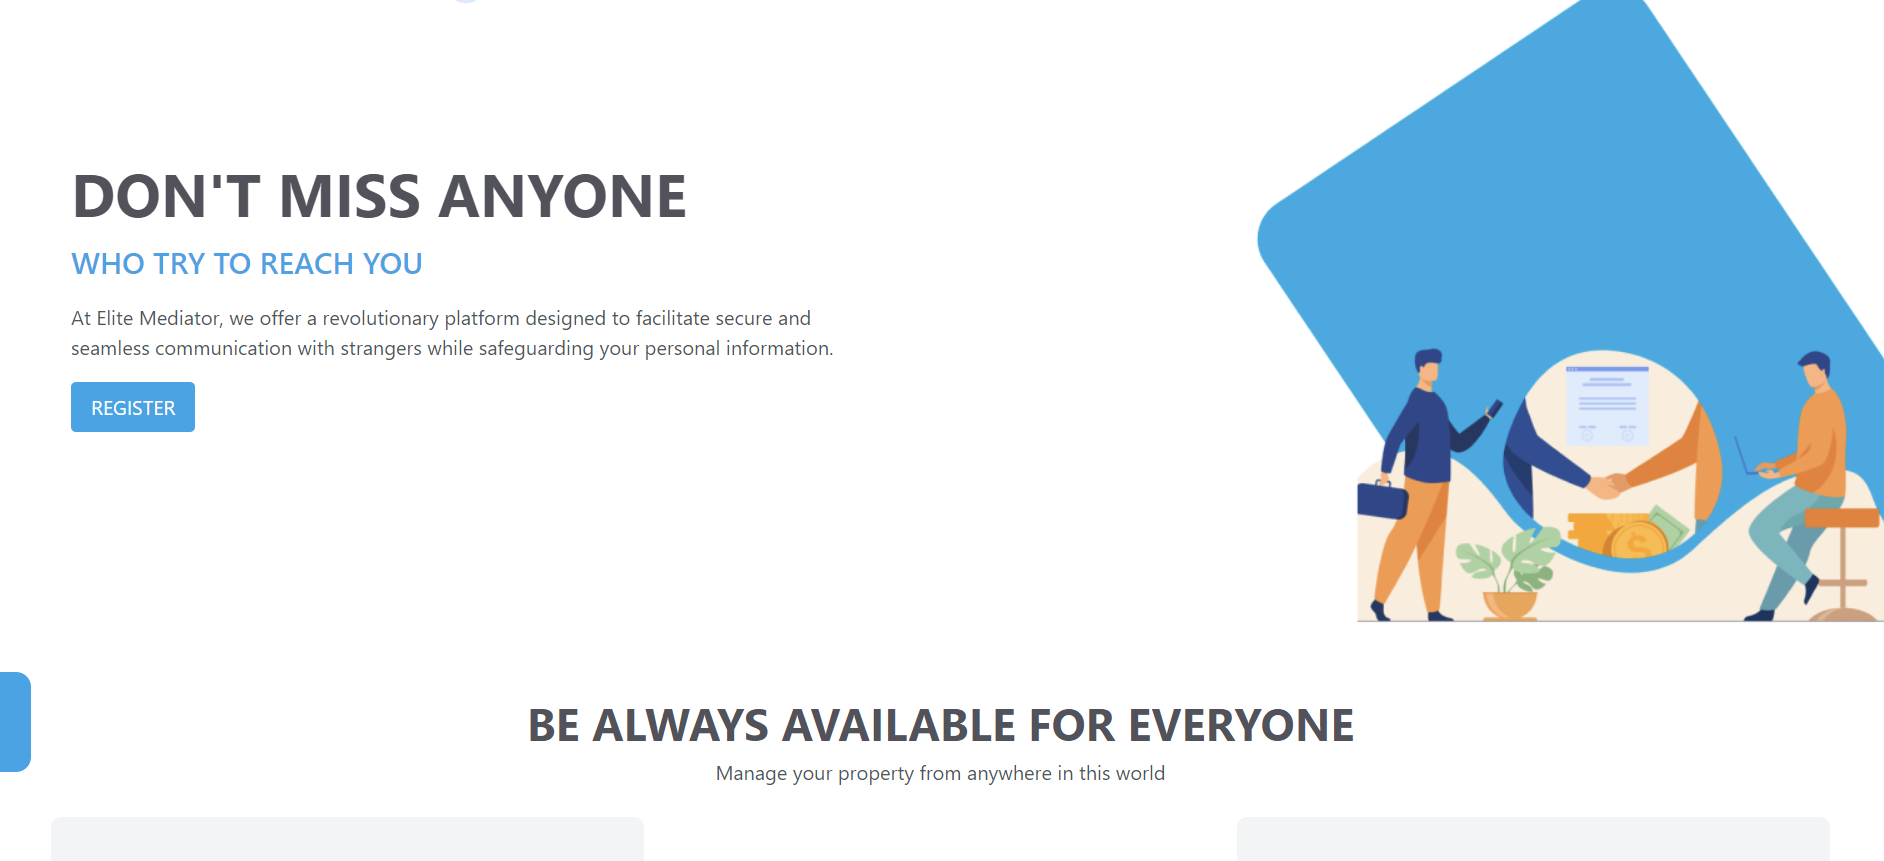 DON'T MISS ANYONE
WHO TRY TO REACH YOU
At Elite Mediator, we offer a revolutionary platform designed to facilitate secure and
seamless communication with strangers while safeguarding your personal information.
REGISTER
BE ALWAYS AVAILABLE FOR EVERYONE
Manage your property from anywhere in this world